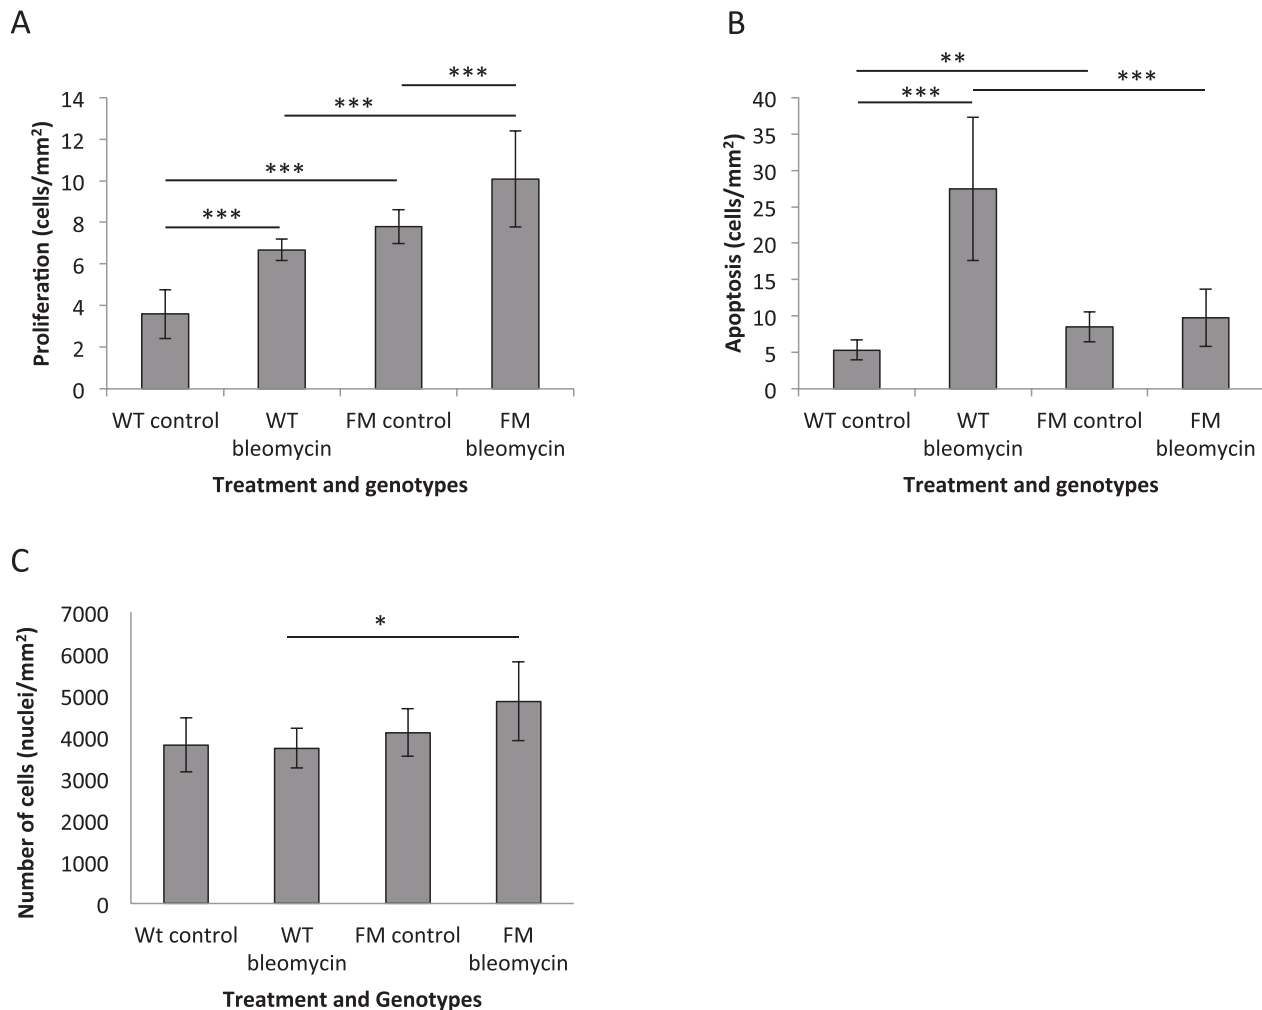 A
***
***
***
***
14
12
10
8
6
4
2
0
Proliferation (cells/mm²)
WT control
WT bleomycin
FM control
FM bleomycin
Treatment and genotypes
B
**
***
***
40
35
30
25
20
15
10
5
0
Apoptosis (cells/mm²)
WT control
WT bleomycin
FM control
FM bleomycin
Treatment and genotypes
C
*
7000
6000
5000
4000
3000
2000
1000
0
Number of cells (nuclei/mm²)
Wt control
WT bleomycin
FM control
FM bleomycin
Treatment and Genotypes